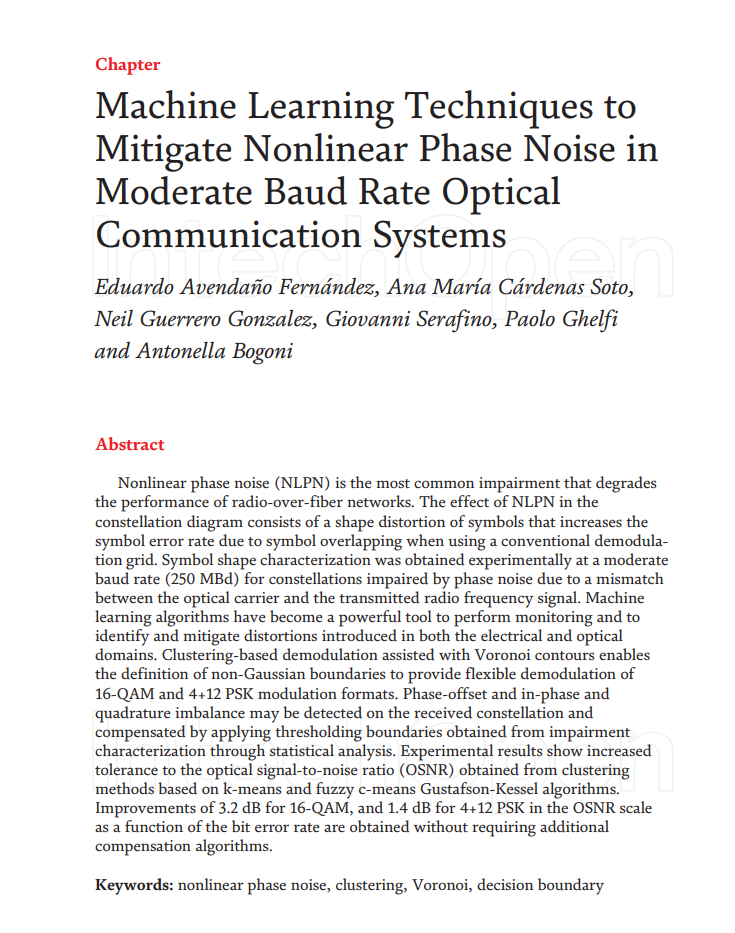 Chapter
Machine Learning Techniques to
Mitigate Nonlinear Phase Noise in
Moderate Baud Rate Optical
Communication Systems
Eduardo Avendaño Fernández, Ana María Cárdenas Soto,
Neil Guerrero Gonzalez, Giovanni Serafino, Paolo Ghelfi
and Antonella Bogoni
Abstract
Nonlinear phase noise (NLPN) is the most common impairment that degrades
the performance of radio-over-fiber networks. The effect of NLPN in the
constellation diagram consists of a shape distortion of symbols that increases the
symbol error rate due to symbol overlapping when using a conventional demodula-
tion grid. Symbol shape characterization was obtained experimentally at a moderate
baud rate (250 MBd) for constellations impaired by phase noise due to a mismatch
between the optical carrier and the transmitted radio frequency signal. Machine
learning algorithms have become a powerful tool to perform monitoring and to
identify and mitigate distortions introduced in both the electrical and optical
domains. Clustering-based demodulation assisted with Voronoi contours enables
the definition of non-Gaussian boundaries to provide flexible demodulation of
16-QAM and 4+12 PSK modulation formats. Phase-offset and in-phase and
quadrature imbalance may be detected on the received constellation and
compensated by applying thresholding boundaries obtained from impairment
characterization through statistical analysis. Experimental results show increased
tolerance to the optical signal-to-noise ratio (OSNR) obtained from clustering
methods based on k-means and fuzzy c-means Gustafson-Kessel algorithms.
Improvements of 3.2 dB for 16-QAM, and 1.4 dB for 4+12 PSK in the OSNR scale
as a function of the bit error rate are obtained without requiring additional
compensation algorithms.
Keywords: nonlinear phase noise, clustering, Voronoi, decision boundary
IntechOpen
IntechOpen